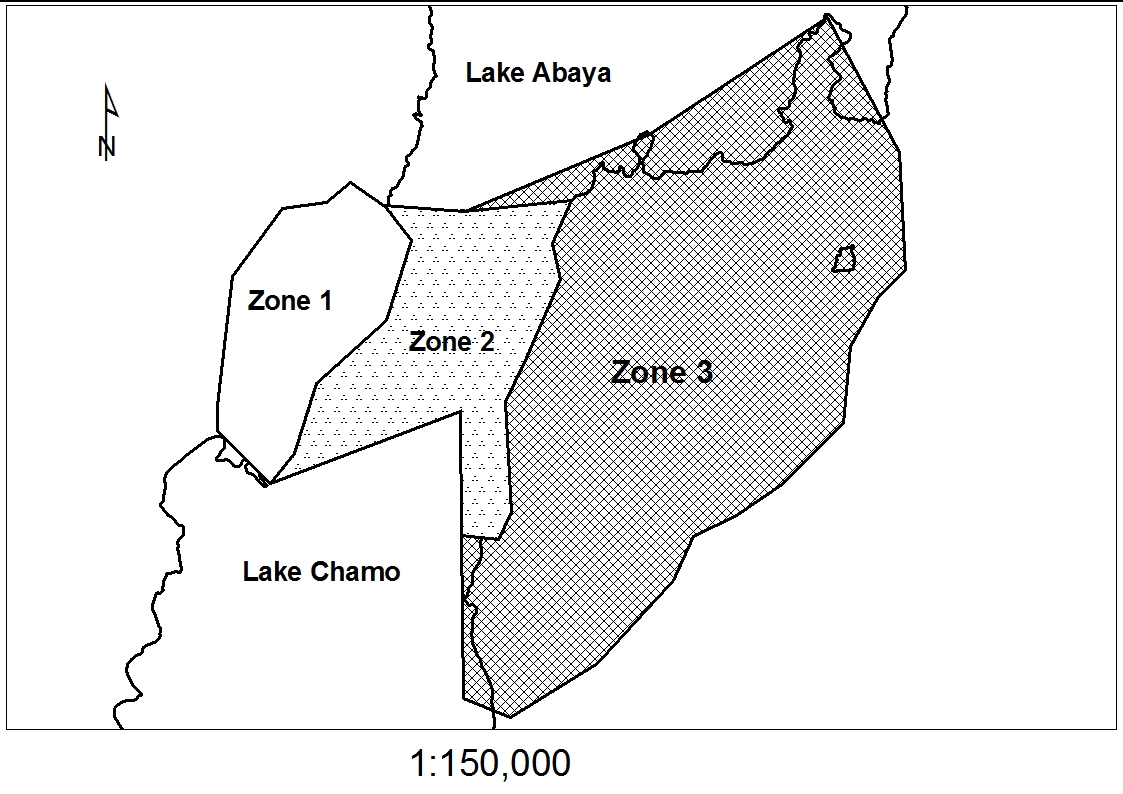 Lake Abaya
N
Zone 1
Zone 2
Zone 3
Lake Chamo
1:150,000